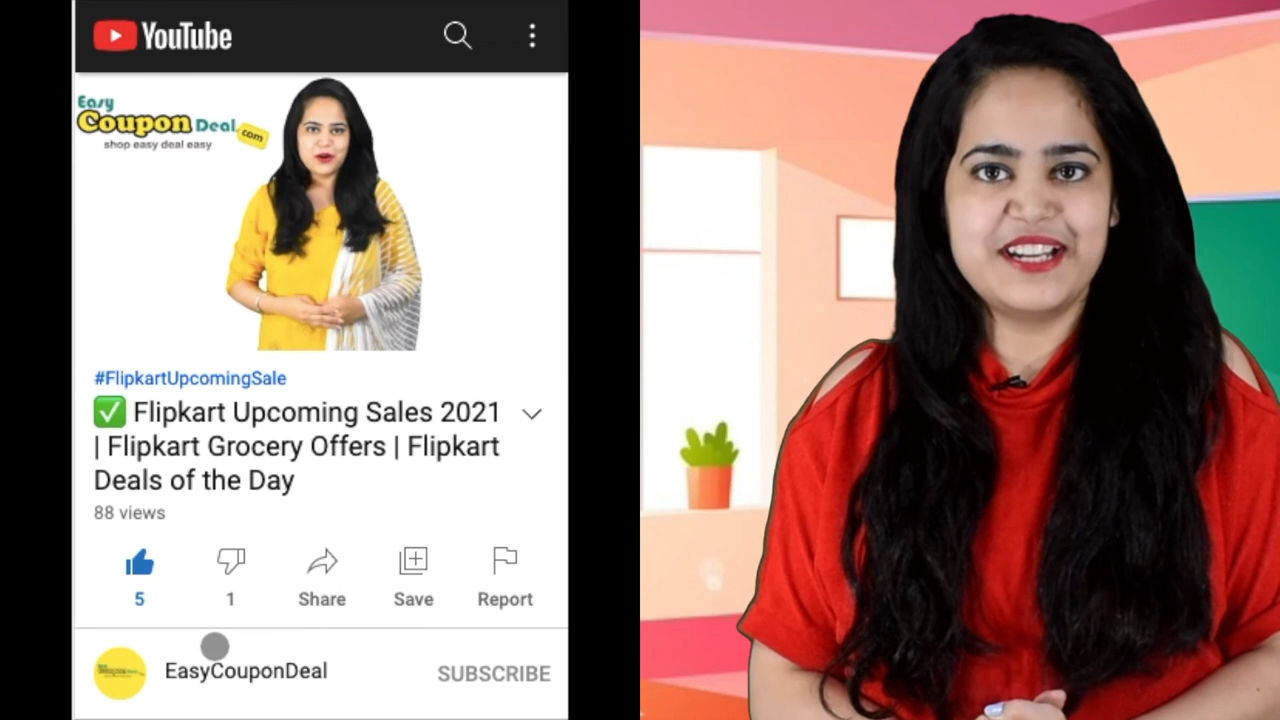 YouTube
Easy
Coupon Deal
.com
shop easy deal easy
#FlipkartUpcomingSale
✅ Flipkart Upcoming Sales 2021
| Flipkart Grocery Offers | Flipkart
Deals of the Day
88 views
5
1
Share
Save
Report
EasyCouponDeal
SUBSCRIBE